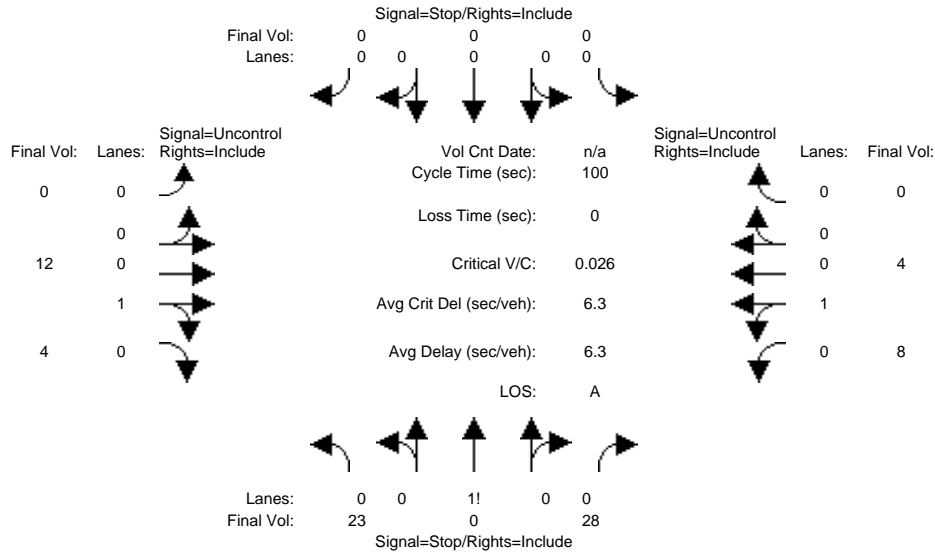 Signal=Stop/Rights=Include
Final Vol: 0 0 0
Lanes: 0 0 0 0 0
Signal=Uncontrol
Final Vol: Lanes: Rights=Include
Vol Cnt Date: n/a
Signal=Uncontrol
Rights=Include Lanes: Final Vol:
Cycle Time (sec): 100
0 0
0 0
Loss Time (sec): 0
0
0
12 0
Critical V/C: 0.026
0 4
1
Avg Crit Del (sec/veh): 6.3
1
4 0
Avg Delay (sec/veh): 6.3
0 8
LOS: A
Lanes: 0 0 1! 0 0
Final Vol: 23 0 28
Signal=Stop/Rights=Include